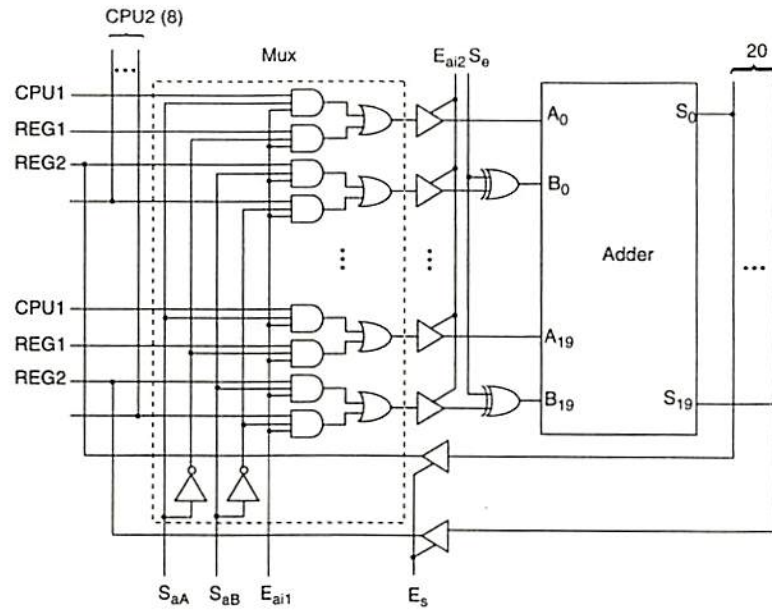 CPU2 (8)
...
Mux
E_ai2 S_e
20
CPU1
REG1
REG2
A_0
S_0
B_0
Adder
CPU1
REG1
REG2
A_19
B_19
S_19
S_aA
S_aB
E_ai1
E_s